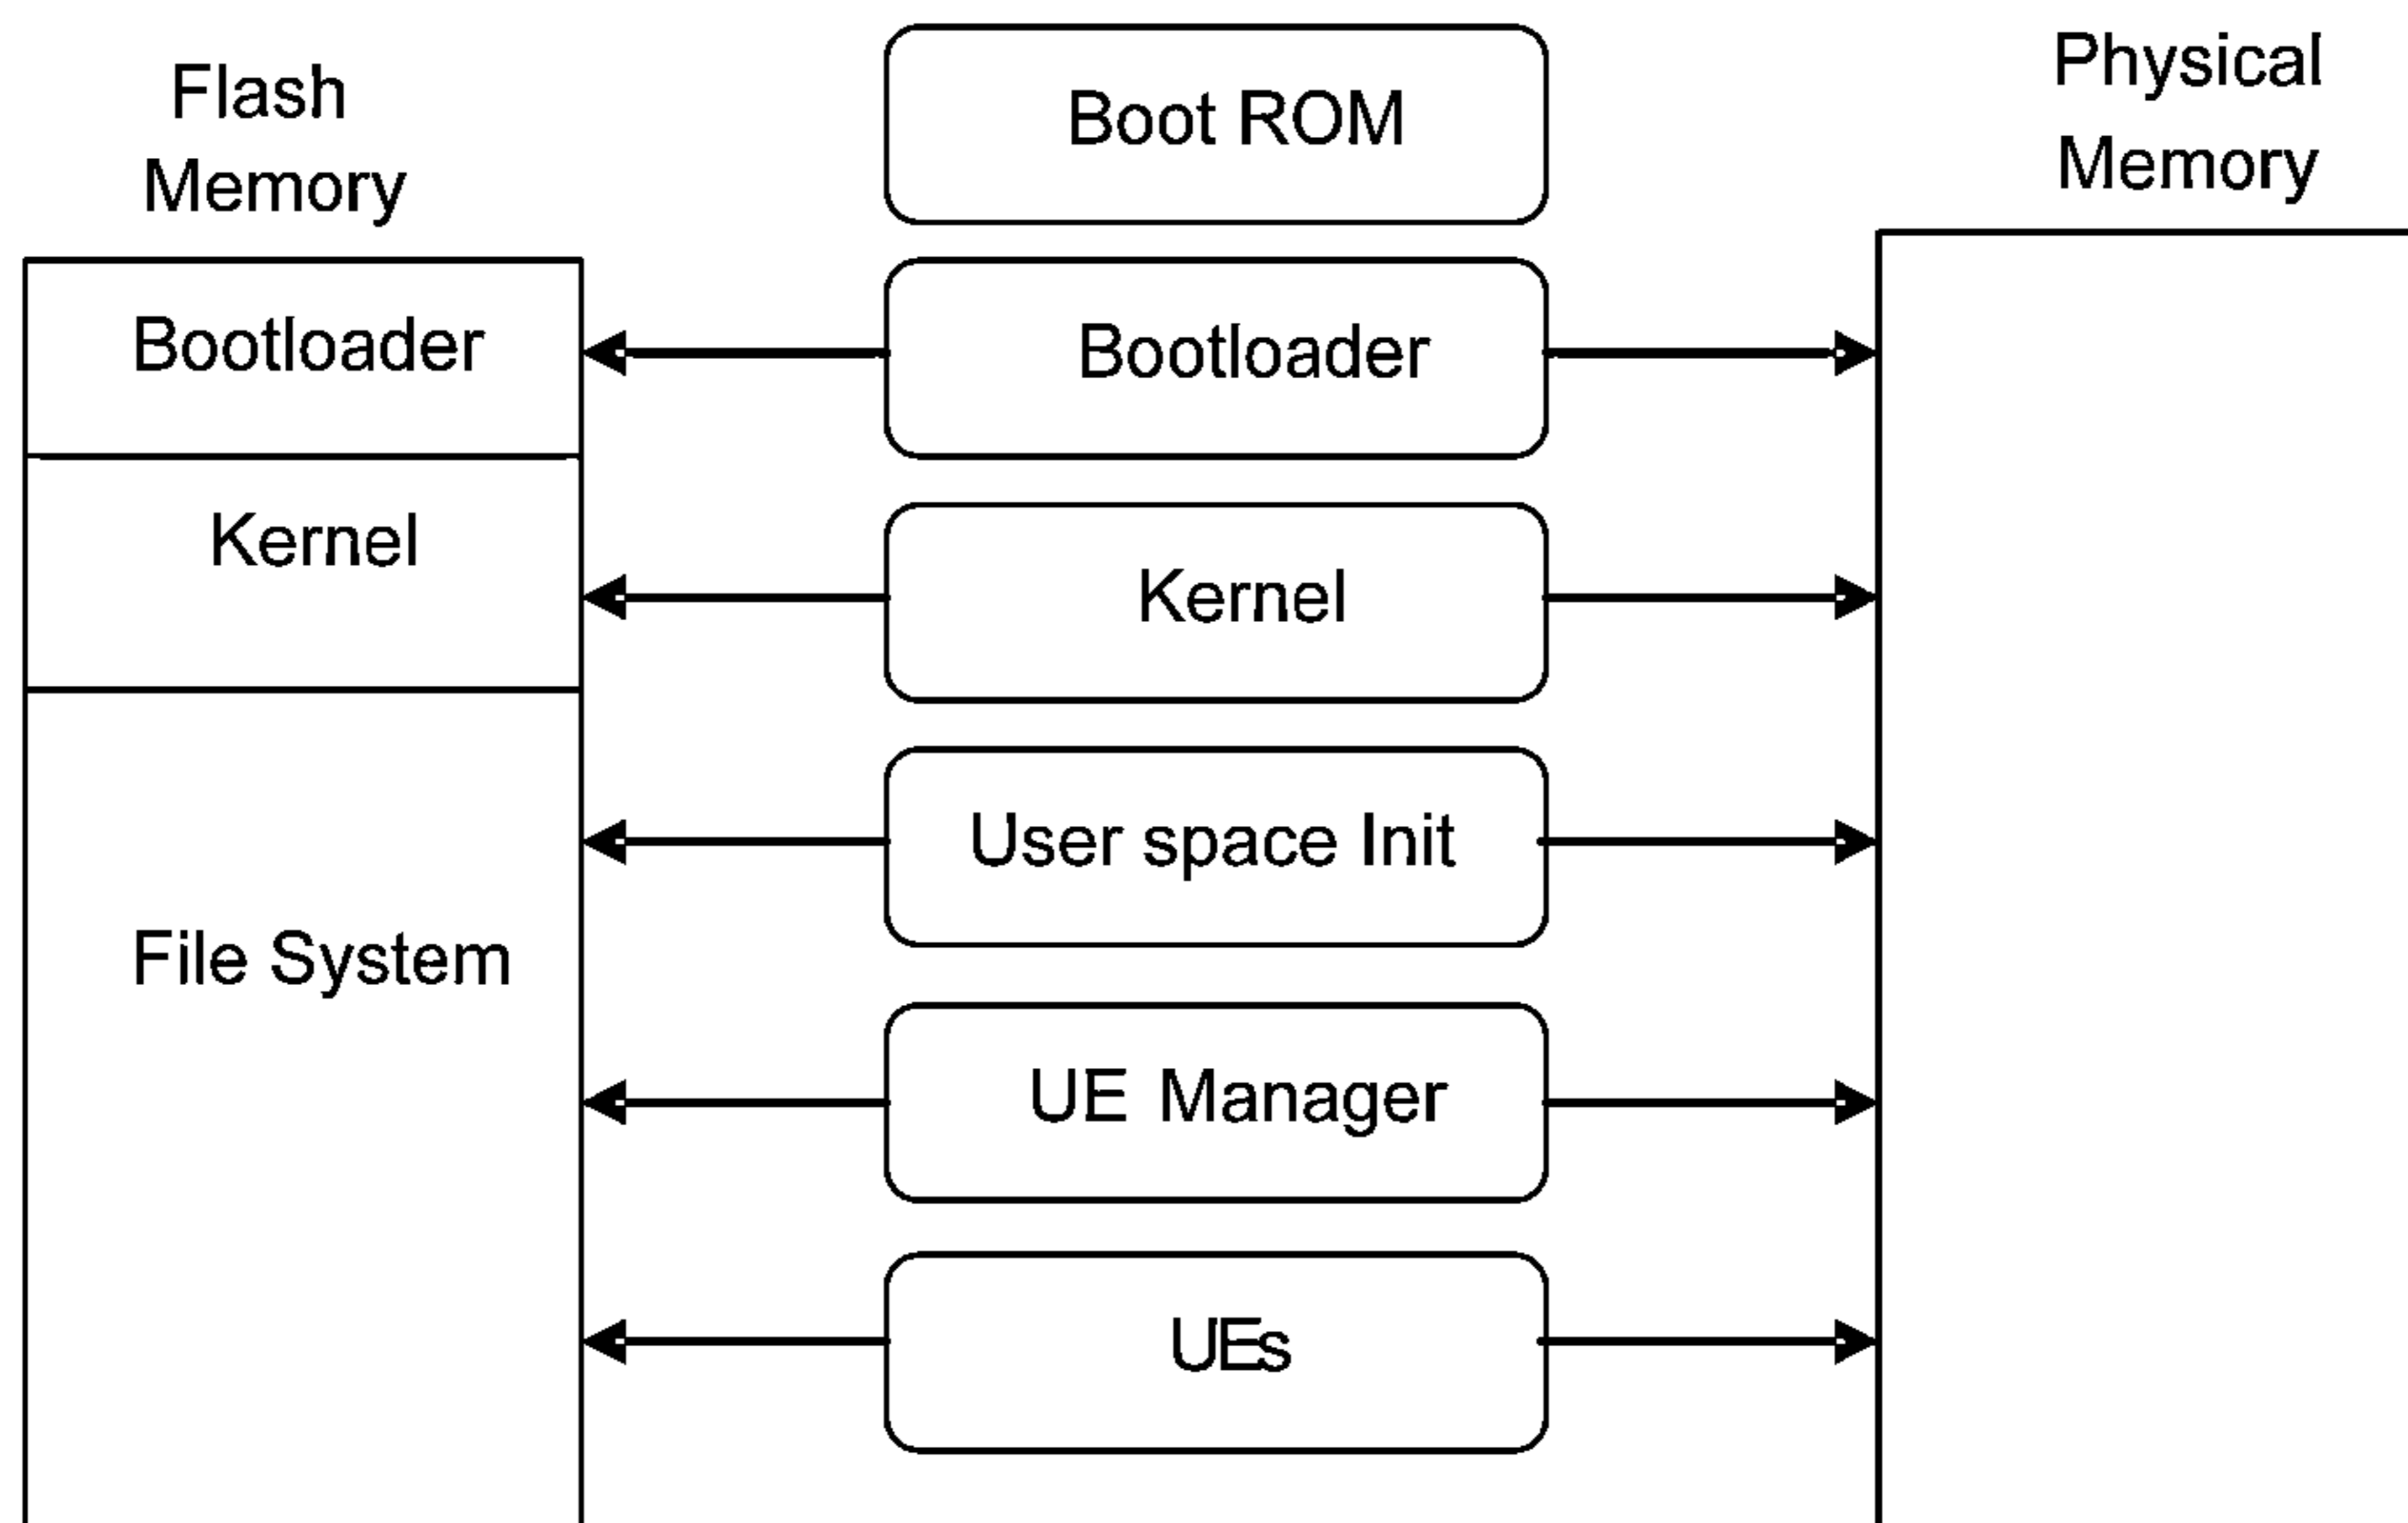 Flash
Memory
Boot ROM
Physical
Memory
Bootloader
Bootloader
Kernel
Kernel
User space Init
File System
UE Manager
UEs